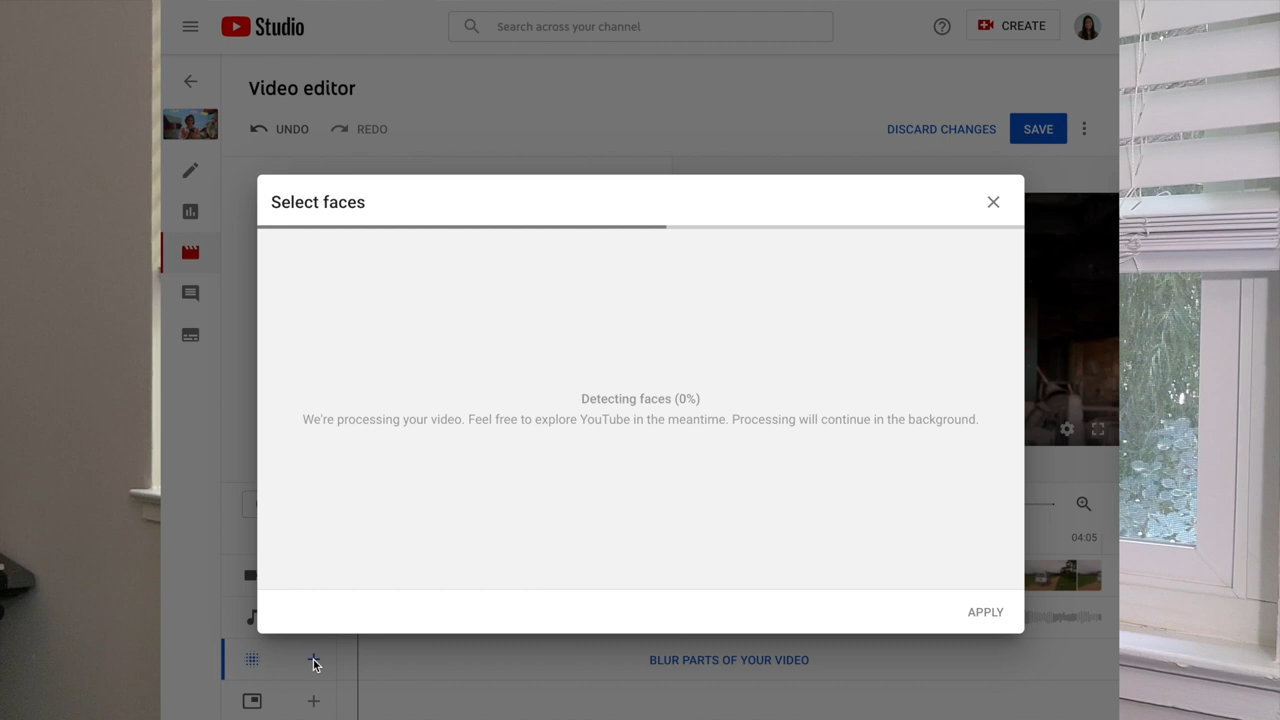 Studio
Search across your channel
CREATE
Video editor
UNDO
REDO
DISCARD CHANGES
SAVE
Select faces
Detecting faces (0%)
We're processing your video. Feel free to explore YouTube in the meantime. Processing will continue in the background.
04:05
APPLY
BLUR PARTS OF YOUR VIDEO